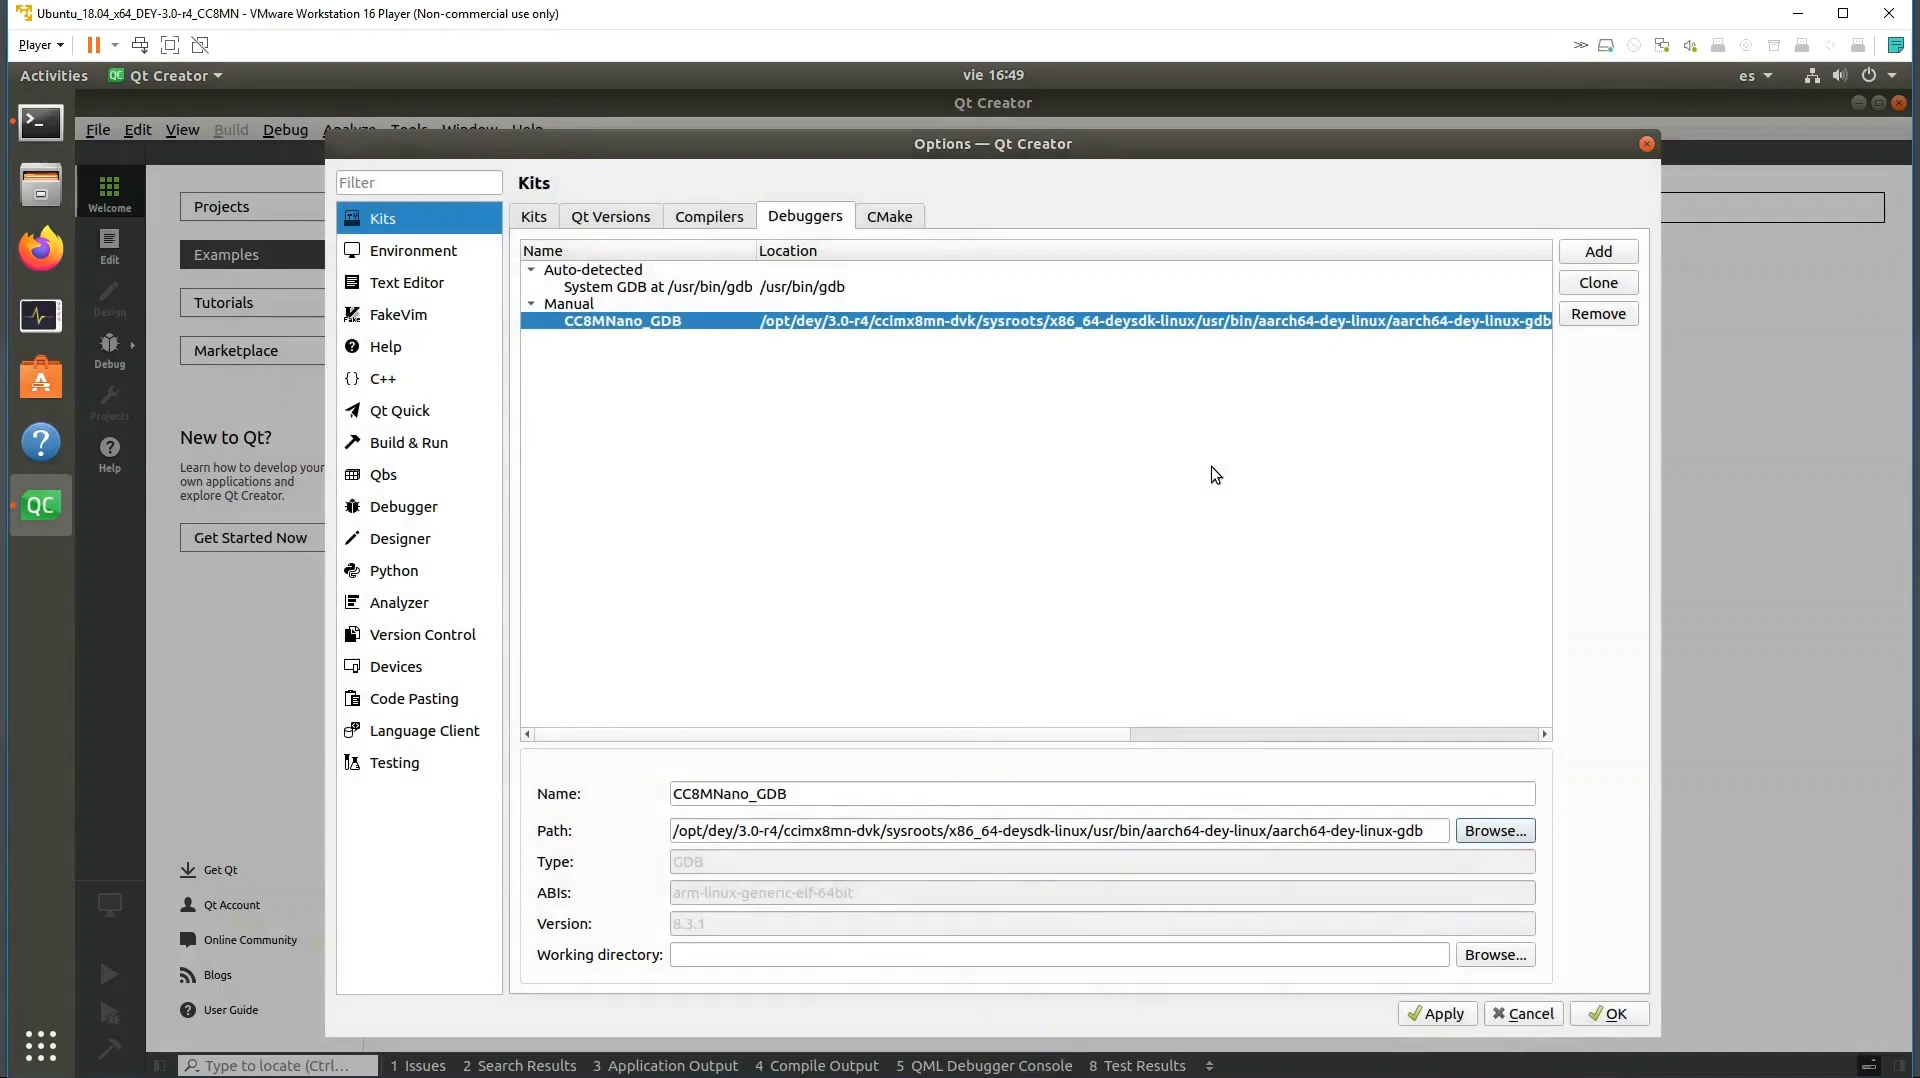 Ubuntu_18.04_x64_DEY-3.0-r4_CC8MN - VMware Workstation 16 Player (Non-commercial use only)
Player
Activities
Qt Creator
vie 16:49
es
Qt Creator
File Edit View Build Debug Analyze Tools Window Help
Options — Qt Creator
Filter
Kits
Environment
Text Editor
FakeVim
Help
C++
Qt Quick
Build & Run
Qbs
Debugger
Designer
Python
Analyzer
Version Control
Devices
Code Pasting
Language Client
Testing
Kits
Kits Qt Versions Compilers Debuggers CMake
Name Location
Auto-detected
System GDB at /usr/bin/gdb /usr/bin/gdb
Manual
CC8MNano_GDB /opt/dey/3.0-r4/ccimx8mn-dvk/sysroots/x86_64-deysdk-linux/usr/bin/aarch64-dey-linux/aarch64-dey-linux-gdb
Add
Clone
Remove
Name: CC8MNano_GDB
Path: /opt/dey/3.0-r4/ccimx8mn-dvk/sysroots/x86_64-deysdk-linux/usr/bin/aarch64-dey-linux/aarch64-dey-linux-gdb Browse...
Type: GDB
ABIs: arm-linux-generic-elf-64bit
Version: 8.3.1
Working directory: Browse...
Apply Cancel OK
Welcome
Edit
Design
Debug
Projects
Help
Projects
Examples
Tutorials
Marketplace
New to Qt?
Learn how to develop your
own applications and
explore Qt Creator.
Get Started Now
Get Qt
Qt Account
Online Community
Blogs
User Guide
QC
Type to locate (Ctrl...
1 Issues 2 Search Results 3 Application Output 4 Compile Output 5 QML Debugger Console 8 Test Results